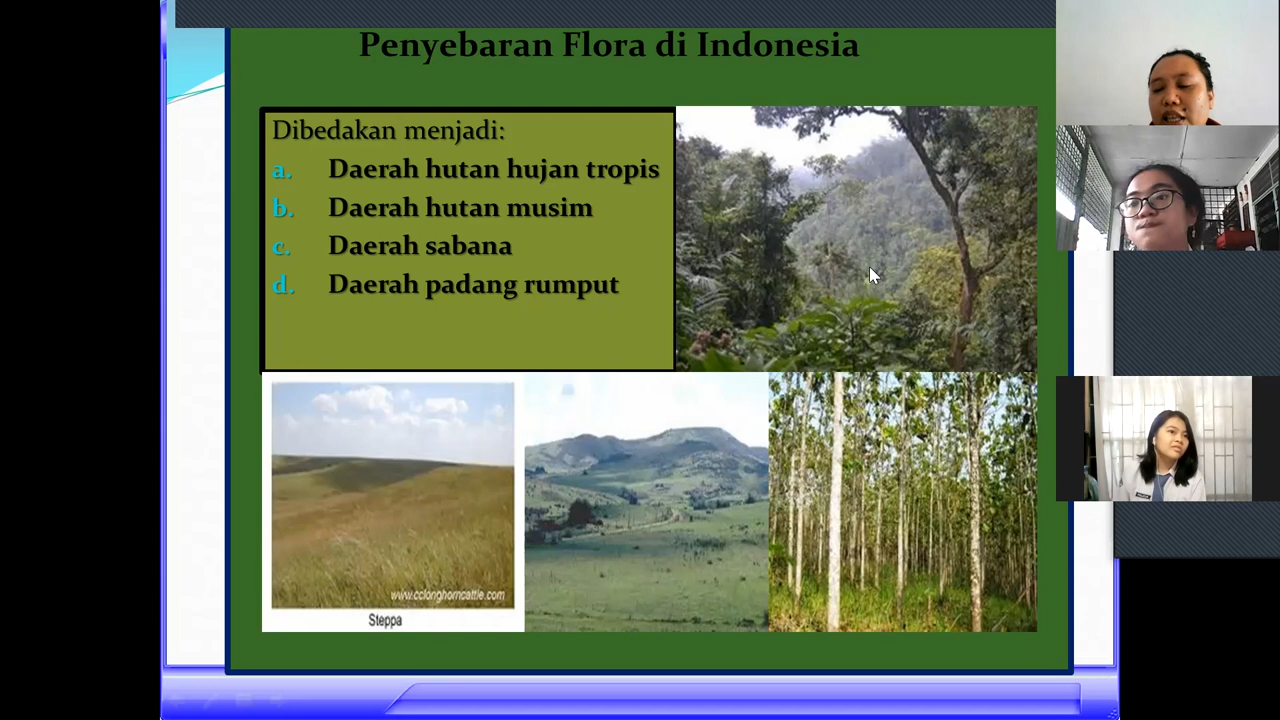 Penyebaran Flora di Indonesia
Dibedakan menjadi:
a. Daerah hutan hujan tropis
b. Daerah hutan musim
c. Daerah sabana
d. Daerah padang rumput
www.cclonghorncattle.com
Steppa